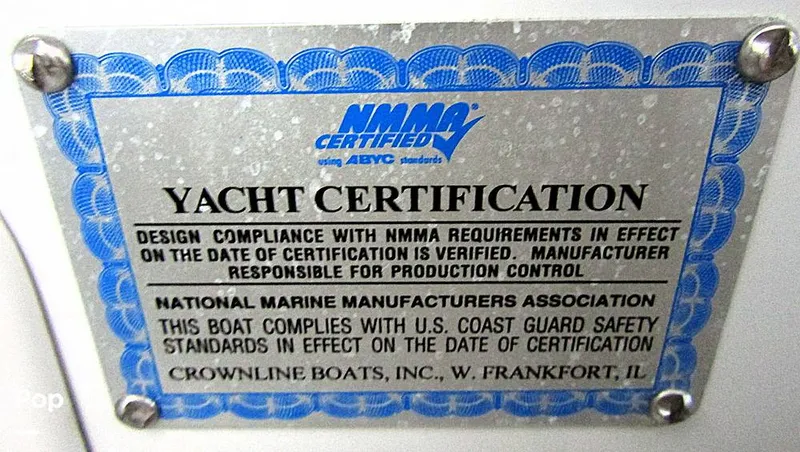 NMMA®
CERTIFIED
using ABYC standards
YACHT CERTIFICATION
DESIGN COMPLIANCE WITH NMMA REQUIREMENTS IN EFFECT
ON THE DATE OF CERTIFICATION IS VERIFIED. MANUFACTURER
RESPONSIBLE FOR PRODUCTION CONTROL
NATIONAL MARINE MANUFACTURERS ASSOCIATION
THIS BOAT COMPLIES WITH U.S. COAST GUARD SAFETY
STANDARDS IN EFFECT ON THE DATE OF CERTIFICATION
CROWNLINE BOATS, INC., W. FRANKFORT, IL